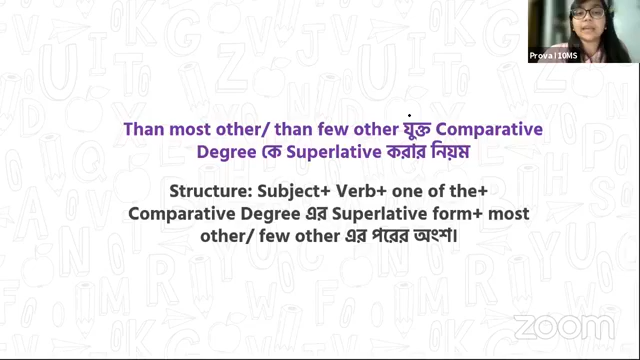 Prova|10MS
Than most other/ than few other যুক্ত Comparative
Degree কে Superlative করার নিয়ম
Structure: Subject+ Verb+ one of the+
Comparative Degree এর Superlative form+ most
other/ few other এর পরের অংশ।
zoom